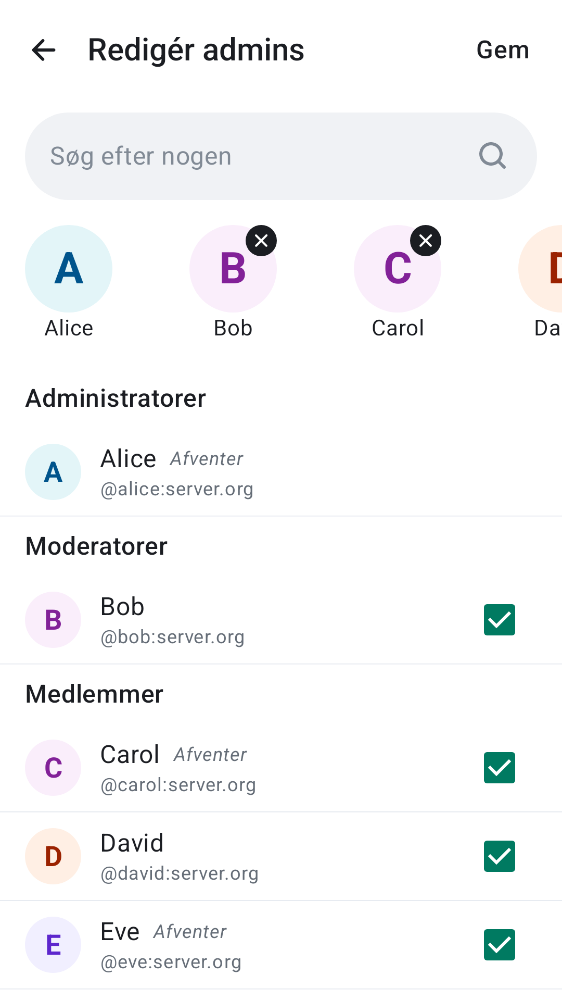 Redigér admins
Gem
Søg efter nogen
A
B
C
Alice
Bob
Carol
Da
Administratorer
A
Alice Afventer
@alice:server.org
Moderatorer
B
Bob
@bob:server.org
Medlemmer
C
Carol Afventer
@carol:server.org
D
David
@david:server.org
E
Eve Afventer
@eve:server.org